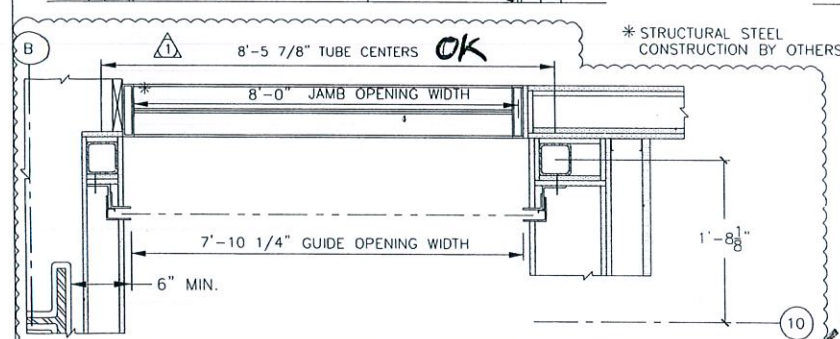 B
1
8'-5 7/8" TUBE CENTERS OK
* STRUCTURAL STEEL
CONSTRUCTION BY OTHERS
*
8'-0" JAMB OPENING WIDTH
7'-10 1/4" GUIDE OPENING WIDTH
1'-8 1/8"
6" MIN.
10